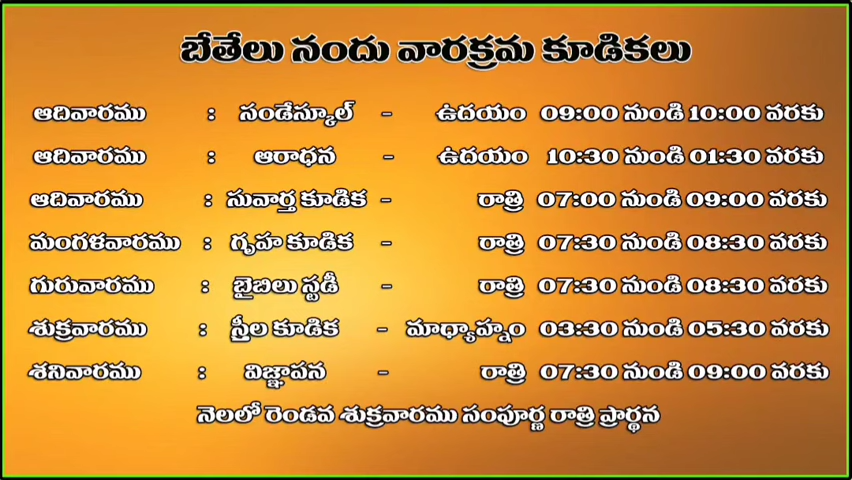 బేతేలు నందు వారక్రమ కూడికలు
ఆదివారము : సండేస్కూల్ - ఉదయం 09:00 నుండి 10:00 వరకు
ఆదివారము : ఆరాధన - ఉదయం 10:30 నుండి 01:30 వరకు
ఆదివారము : సువార్త కూడిక - రాత్రి 07:00 నుండి 09:00 వరకు
మంగళవారము : గృహ కూడిక - రాత్రి 07:30 నుండి 08:30 వరకు
గురువారము : బైబిలు స్టడీ - రాత్రి 07:30 నుండి 08:30 వరకు
శుక్రవారము : స్త్రీల కూడిక - మాధ్యాహ్నం 03:30 నుండి 05:30 వరకు
శనివారము : విజ్ఞాపన - రాత్రి 07:30 నుండి 09:00 వరకు
నెలలో రెండవ శుక్రవారము సంపూర్ణ రాత్రి ప్రార్థన